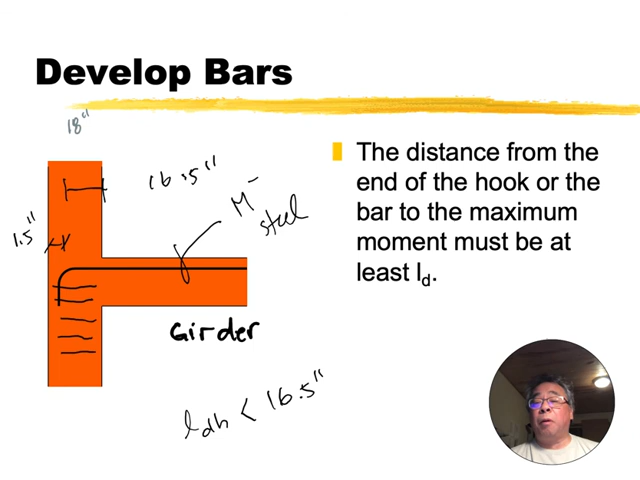 Develop Bars
18"
16.5"
M⁻
steel
1.5"
The distance from the
end of the hook or the
bar to the maximum
moment must be at
least l_d.
Girder
l_dh < 16.5"